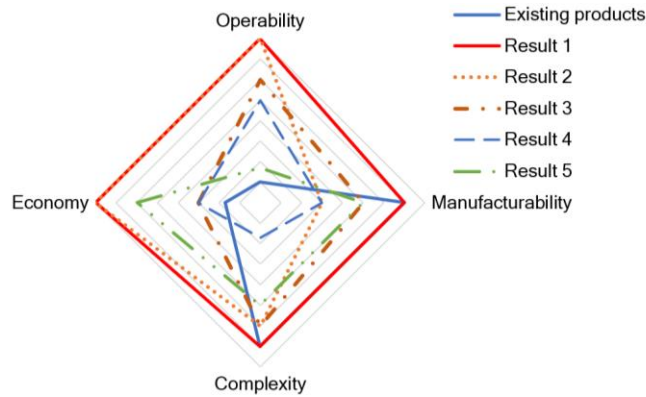 Operability
Existing products
Result 1
Result 2
Result 3
Result 4
Result 5
Economy
Manufacturability
Complexity